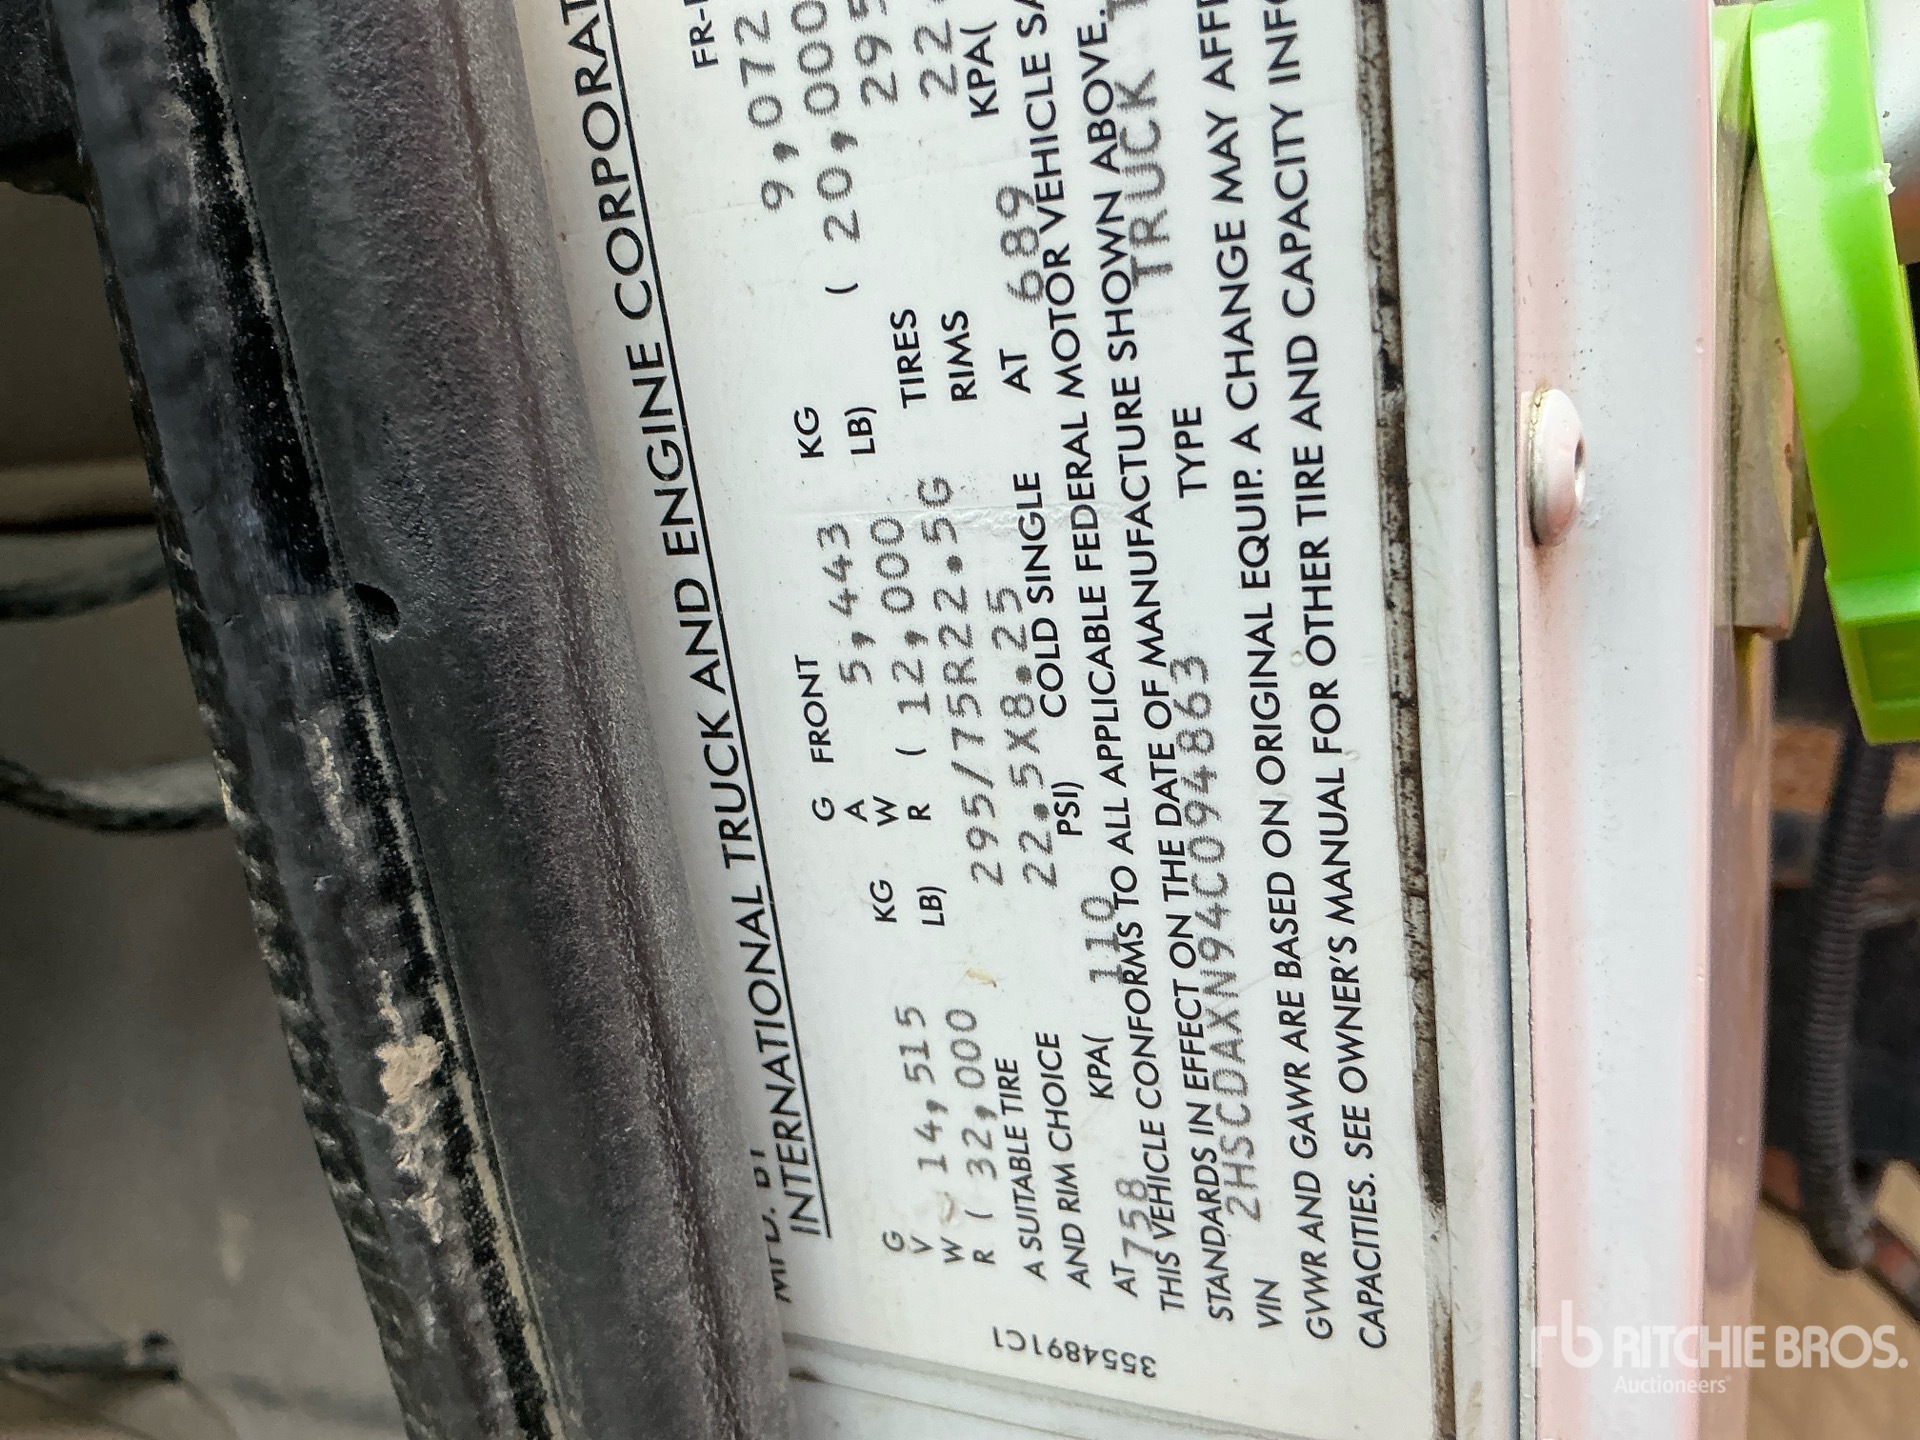 MFD. BY
INTERNATIONAL TRUCK AND ENGINE CORPORAT
G FRONT FR-
G A 5,443 KG 9,072
V KG W ( 12,000 LB) ( 20,000
W 14,515 R 295/75R22.5G TIRES 295
R ( 32,000 LB) 22.5X8.25 RIMS 22
A SUITABLE TIRE PSI) COLD SINGLE AT 689 KPA(
AND RIM CHOICE
AT 758 KPA( 110
THIS VEHICLE CONFORMS TO ALL APPLICABLE FEDERAL MOTOR VEHICLE SA
STANDARDS IN EFFECT ON THE DATE OF MANUFACTURE SHOWN ABOVE.
VIN 2HSCDAXN94C094863 TYPE TRUCK
GVWR AND GAWR ARE BASED ON ORIGINAL EQUIP. A CHANGE MAY AFF
CAPACITIES. SEE OWNER'S MANUAL FOR OTHER TIRE AND CAPACITY INFO
3554891C1
rb RITCHIE BROS.
Auctioneers